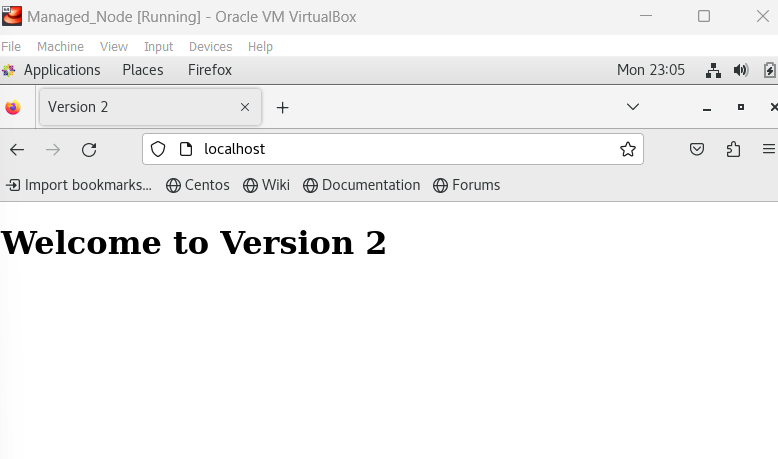 Managed_Node [Running] - Oracle VM VirtualBox
File Machine View Input Devices Help
Applications Places Firefox Mon 23:05
Version 2
localhost
Import bookmarks... Centos Wiki Documentation Forums
Welcome to Version 2